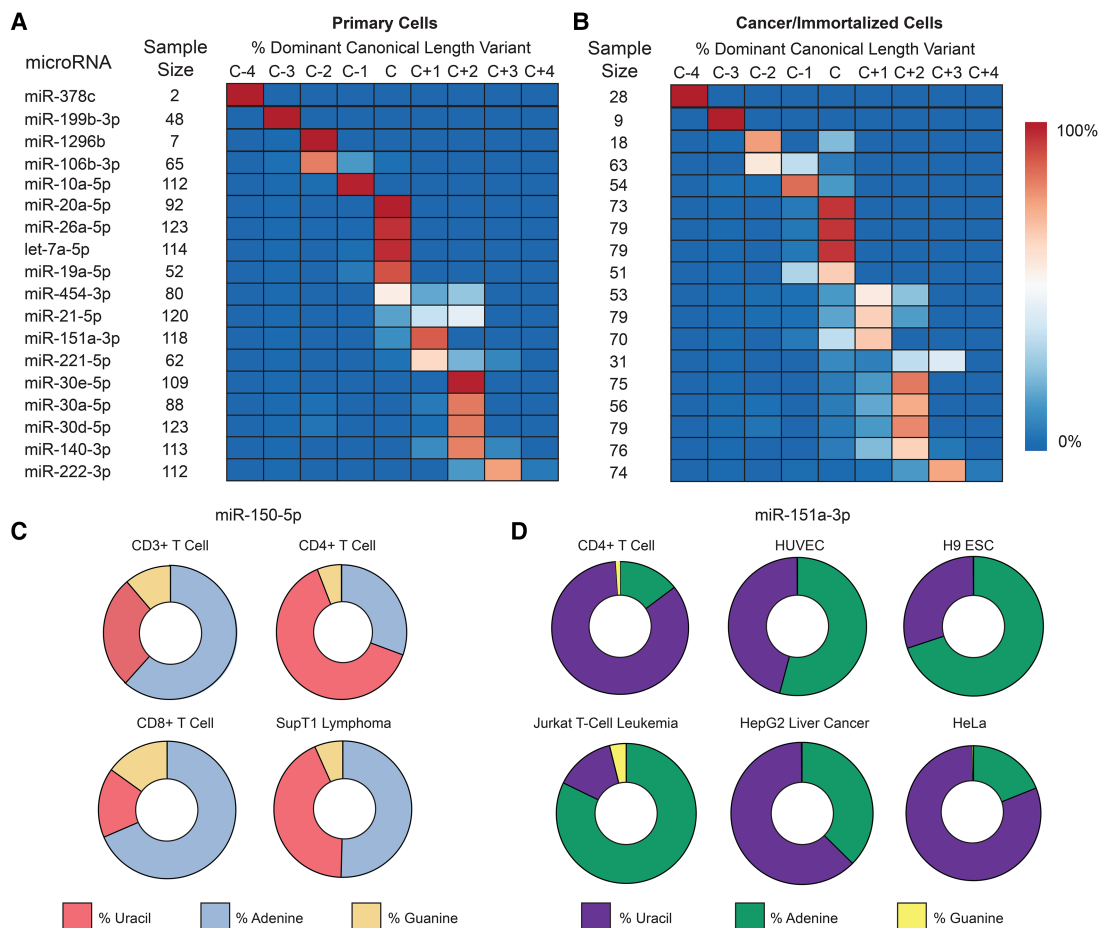 A
Primary Cells
B
Cancer/Immortalized Cells
microRNA
Sample Size
% Dominant Canonical Length Variant
Sample Size
% Dominant Canonical Length Variant
C-4 C-3 C-2 C-1 C C+1 C+2 C+3 C+4
C-4 C-3 C-2 C-1 C C+1 C+2 C+3 C+4
miR-378c 2 28
miR-199b-3p 48 9
miR-1296b 7 18
miR-106b-3p 65 63
miR-10a-5p 112 54
miR-20a-5p 92 73
miR-26a-5p 123 79
let-7a-5p 114 79
miR-19a-5p 52 51
miR-454-3p 80 53
miR-21-5p 120 79
miR-151a-3p 118 70
miR-221-5p 62 31
miR-30e-5p 109 75
miR-30a-5p 88 56
miR-30d-5p 123 79
miR-140-3p 113 76
miR-222-3p 112 74
100%
0%
C
miR-150-5p
CD3+ T Cell CD4+ T Cell
CD8+ T Cell SupT1 Lymphoma
% Uracil % Adenine % Guanine
D
miR-151a-3p
CD4+ T Cell HUVEC H9 ESC
Jurkat T-Cell Leukemia HepG2 Liver Cancer HeLa
% Uracil % Adenine % Guanine